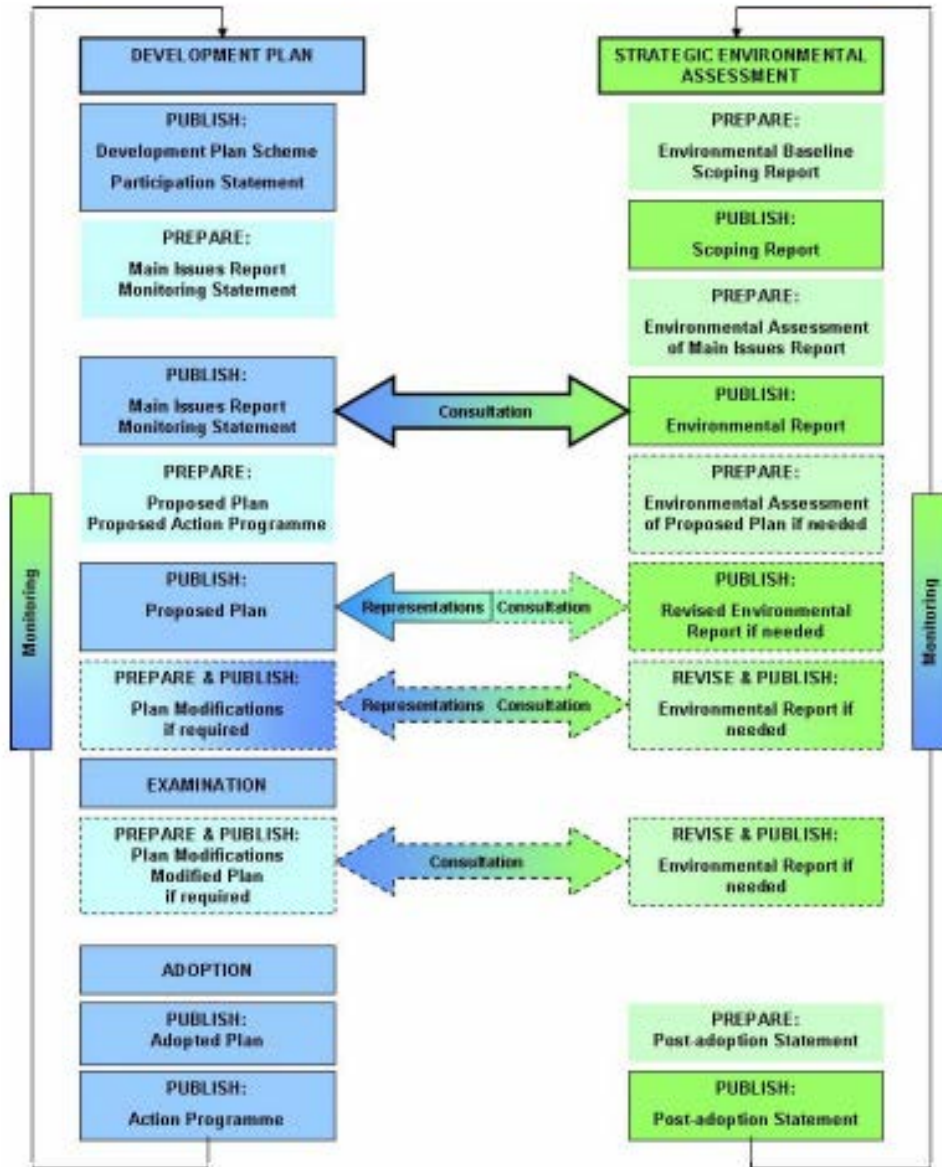 DEVELOPMENT PLAN
PUBLISH:
Development Plan Scheme
Participation Statement
PREPARE:
Main Issues Report
Monitoring Statement
PUBLISH:
Main Issues Report
Monitoring Statement
PREPARE:
Proposed Plan
Proposed Action Programme
PUBLISH:
Proposed Plan
PREPARE & PUBLISH:
Plan Modifications
if required
EXAMINATION
PREPARE & PUBLISH:
Plan Modifications
Modified Plan
if required
ADOPTION
PUBLISH:
Adopted Plan
PUBLISH:
Action Programme
Monitoring
Consultation
Representations
Consultation
Representations
Consultation
Consultation
STRATEGIC ENVIRONMENTAL
ASSESSMENT
PREPARE:
Environmental Baseline
Scoping Report
PUBLISH:
Scoping Report
PREPARE:
Environmental Assessment
of Main Issues Report
PUBLISH:
Environmental Report
PREPARE:
Environmental Assessment
of Proposed Plan if needed
PUBLISH:
Revised Environmental
Report if needed
REVISE & PUBLISH:
Environmental Report if
needed
REVISE & PUBLISH:
Environmental Report if
needed
PREPARE:
Post-adoption Statement
PUBLISH:
Post-adoption Statement
Monitoring